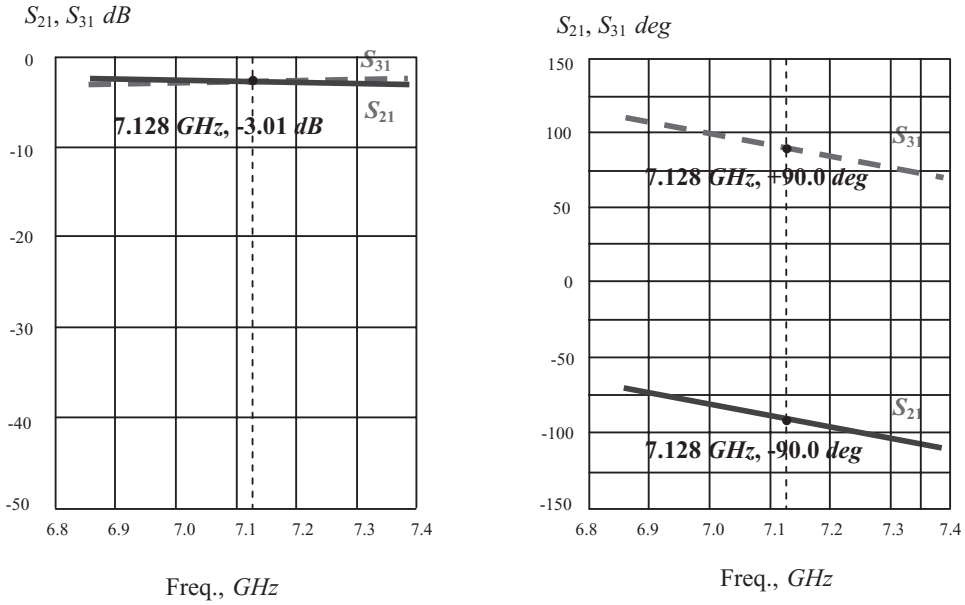 S₂₁, S₃₁ dB
0
-10
-20
-30
-40
-50
S₃₁
S₂₁
7.128 GHz, -3.01 dB
6.8 6.9 7.0 7.1 7.2 7.3 7.4
Freq., GHz
S₂₁, S₃₁ deg
150
100
50
0
-50
-100
-150
S₃₁
7.128 GHz, +90.0 deg
S₂₁
7.128 GHz, -90.0 deg
6.8 6.9 7.0 7.1 7.2 7.3 7.4
Freq., GHz